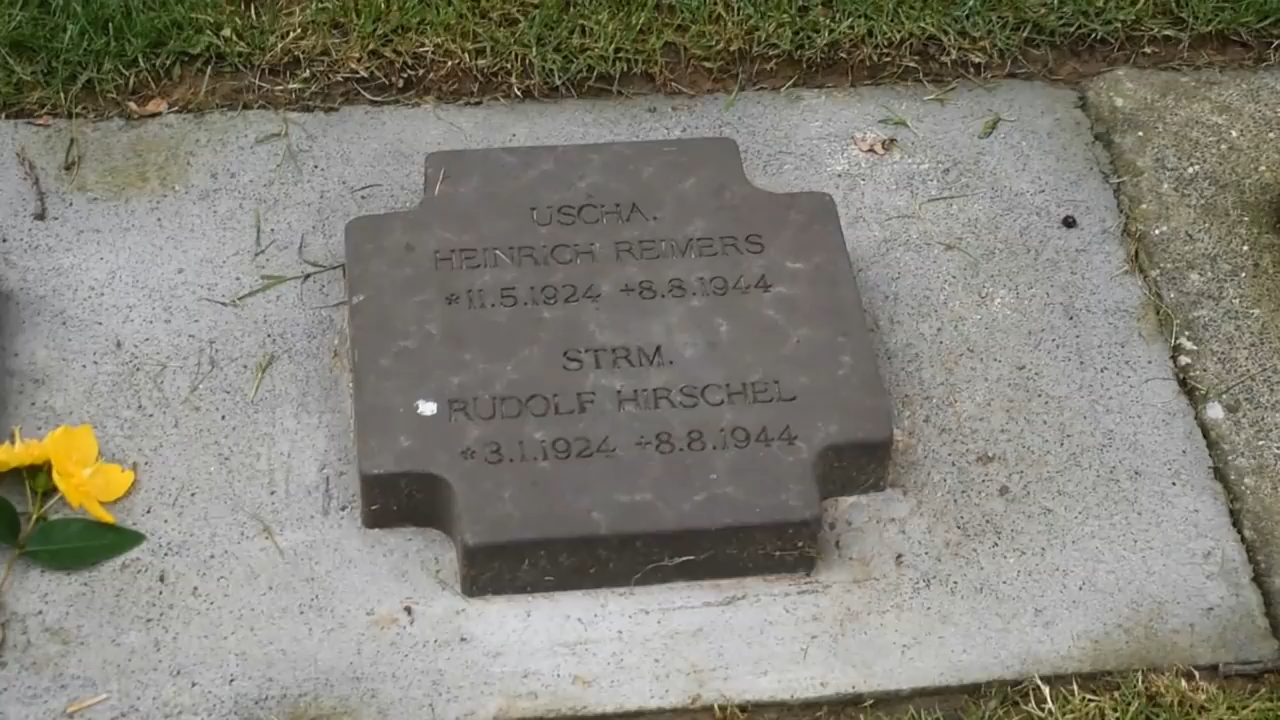 USCHA.
HEINRICH REIMERS
*11.5.1924 +8.8.1944
STRM.
RUDOLF HIRSCHEL
*3.1.1924 +8.8.1944